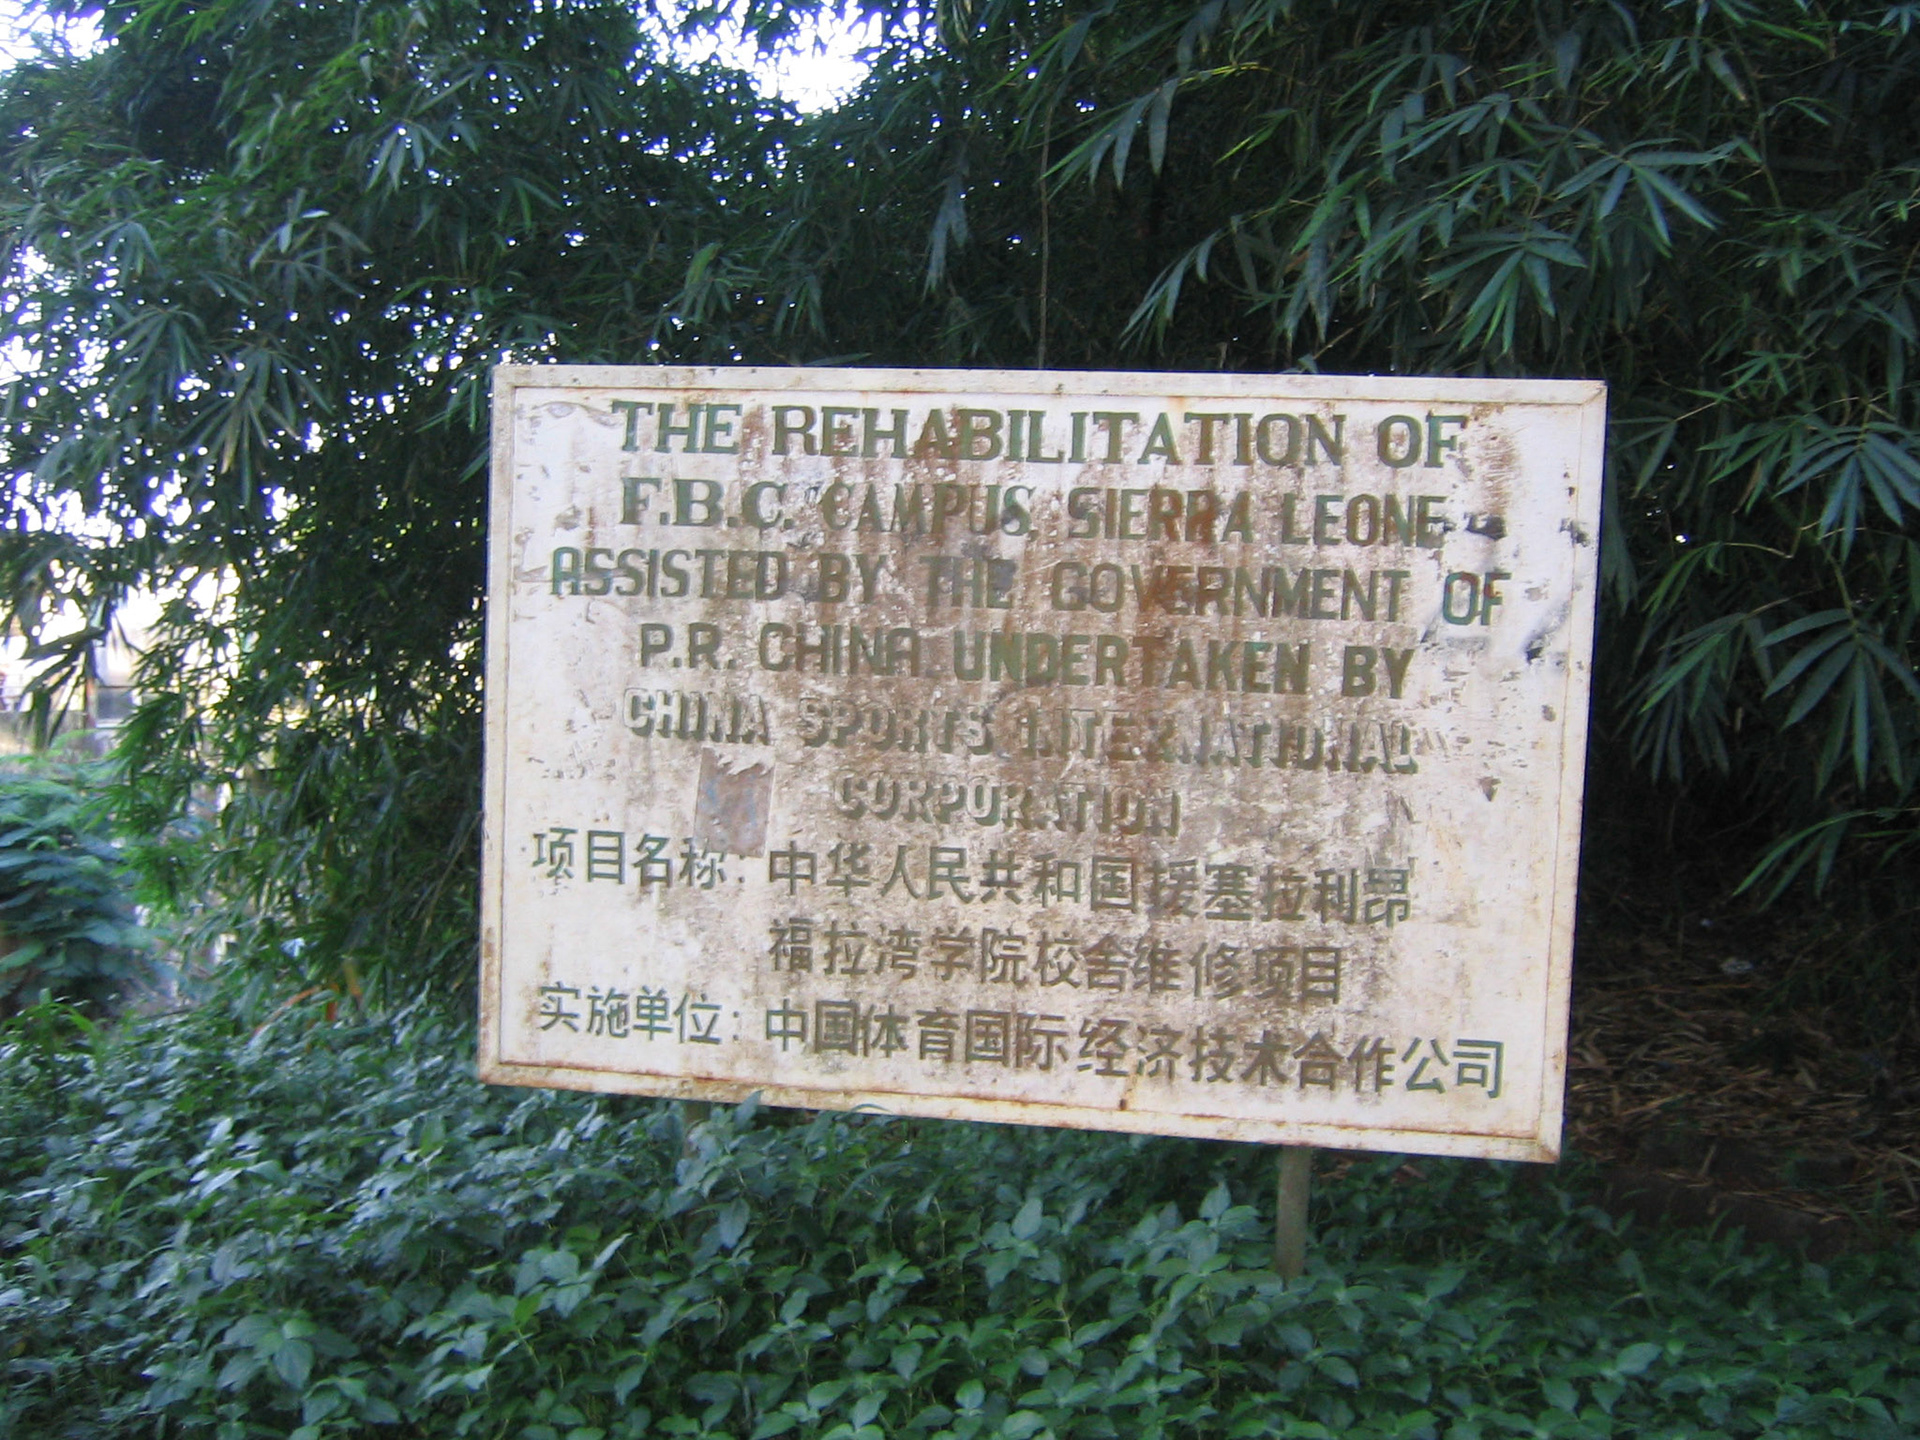 THE REHABILITATION OF
F.B.C. CAMPUS, SIERRA LEONE
ASSISTED BY THE GOVERNMENT OF
P.R. CHINA UNDERTAKEN BY
CHINA SPORTS INTERNATIONAL
CORPORATION
项目名称: 中华人民共和国援塞拉利昂
福拉湾学院校舍维修项目
实施单位: 中国体育国际经济技术合作公司